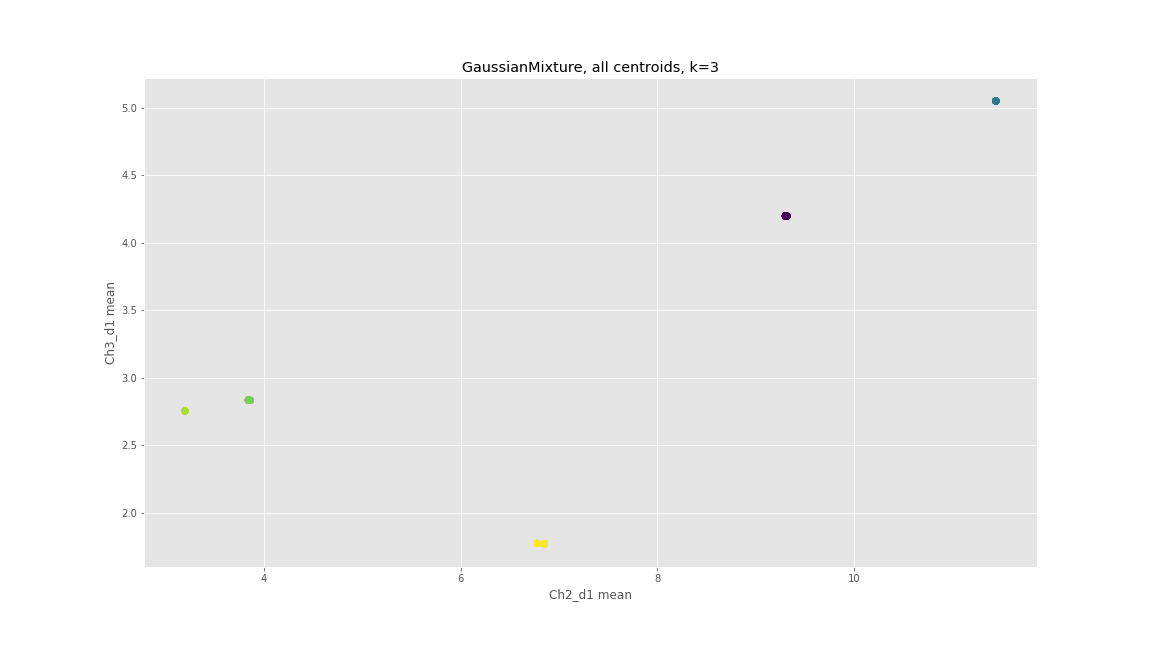 GaussianMixture, all centroids, k=3
5.0
4.5
4.0
3.5
3.0
2.5
2.0
Ch3_d1 mean
4 6 8 10
Ch2_d1 mean